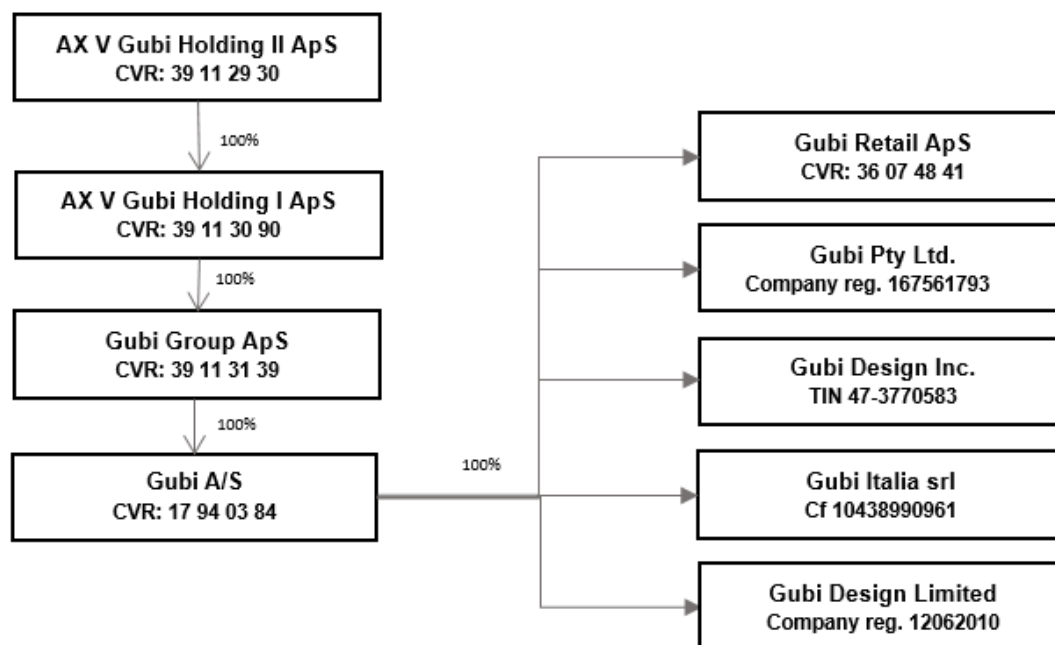 AX V Gubi Holding II ApS
CVR: 39 11 29 30
100%
AX V Gubi Holding I ApS
CVR: 39 11 30 90
100%
Gubi Group ApS
CVR: 39 11 31 39
100%
Gubi A/S
CVR: 17 94 03 84
100%
Gubi Retail ApS
CVR: 36 07 48 41
Gubi Pty Ltd.
Company reg. 167561793
Gubi Design Inc.
TIN 47-3770583
Gubi Italia srl
Cf 10438990961
Gubi Design Limited
Company reg. 12062010